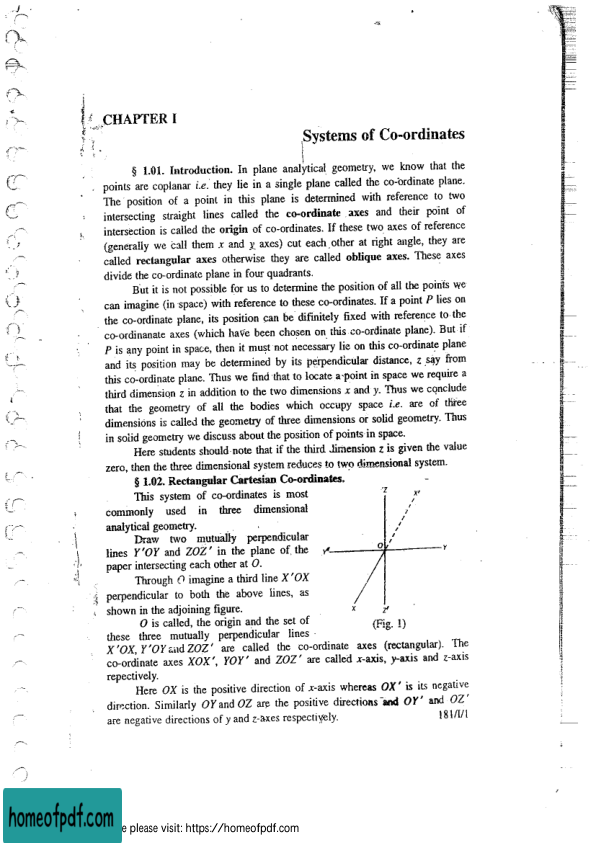 CHAPTER I
Systems of Co-ordinates
§ 1.01. Introduction. In plane analytical geometry, we know that the
points are coplanar i.e. they lie in a single plane called the co-ordinate plane.
The position of a point in this plane is determined with reference to two
intersecting straight lines called the co-ordinate axes and their point of
intersection is called the origin of co-ordinates. If these two axes of reference
(generally we call them x and y axes) cut each other at right angle, they are
called rectangular axes otherwise they are called oblique axes. These axes
divide the co-ordinate plane in four quadrants.
But it is not possible for us to determine the position of all the points we
can imagine (in space) with reference to these co-ordinates. If a point P lies on
the co-ordinate plane, its position can be difinitely fixed with reference to the
co-ordinanate axes (which have been chosen on this co-ordinate plane). But if
P is any point in space, then it must not necessary lie on this co-ordinate plane
and its position may be determined by its perpendicular distance, z say from
this co-ordinate plane. Thus we find that to locate a point in space we require a
third dimension z in addition to the two dimensions x and y. Thus we conclude
that the geometry of all the bodies which occupy space i.e. are of three
dimensions is called the geometry of three dimensions or solid geometry. Thus
in solid geometry we discuss about the position of points in space.
Here students should note that if the third dimension z is given the value
zero, then the three dimensional system reduces to two dimensional system.
§ 1.02. Rectangular Cartesian Co-ordinates.
This system of co-ordinates is most
commonly used in three dimensional
analytical geometry.
Draw two mutually perpendicular
lines Y'OY and ZOZ' in the plane of the
paper intersecting each other at O.
Through O imagine a third line X'OX
perpendicular to both the above lines, as
shown in the adjoining figure.
O is called, the origin and the set of
these three mutually perpendicular lines
X'OX, Y'OY and ZOZ' are called the co-ordinate axes (rectangular). The
co-ordinate axes XOX', YOY' and ZOZ' are called x-axis, y-axis and z-axis
repectively.
Here OX is the positive direction of x-axis whereas OX' is its negative
direction. Similarly OY and OZ are the positive directions and OY' and OZ'
are negative directions of y and z-axes respectively.
181/I/1
Z
X'
Y'
O
Y
X
Z'
(Fig. 1)
homeofpdf.com
e please visit: https://homeofpdf.com